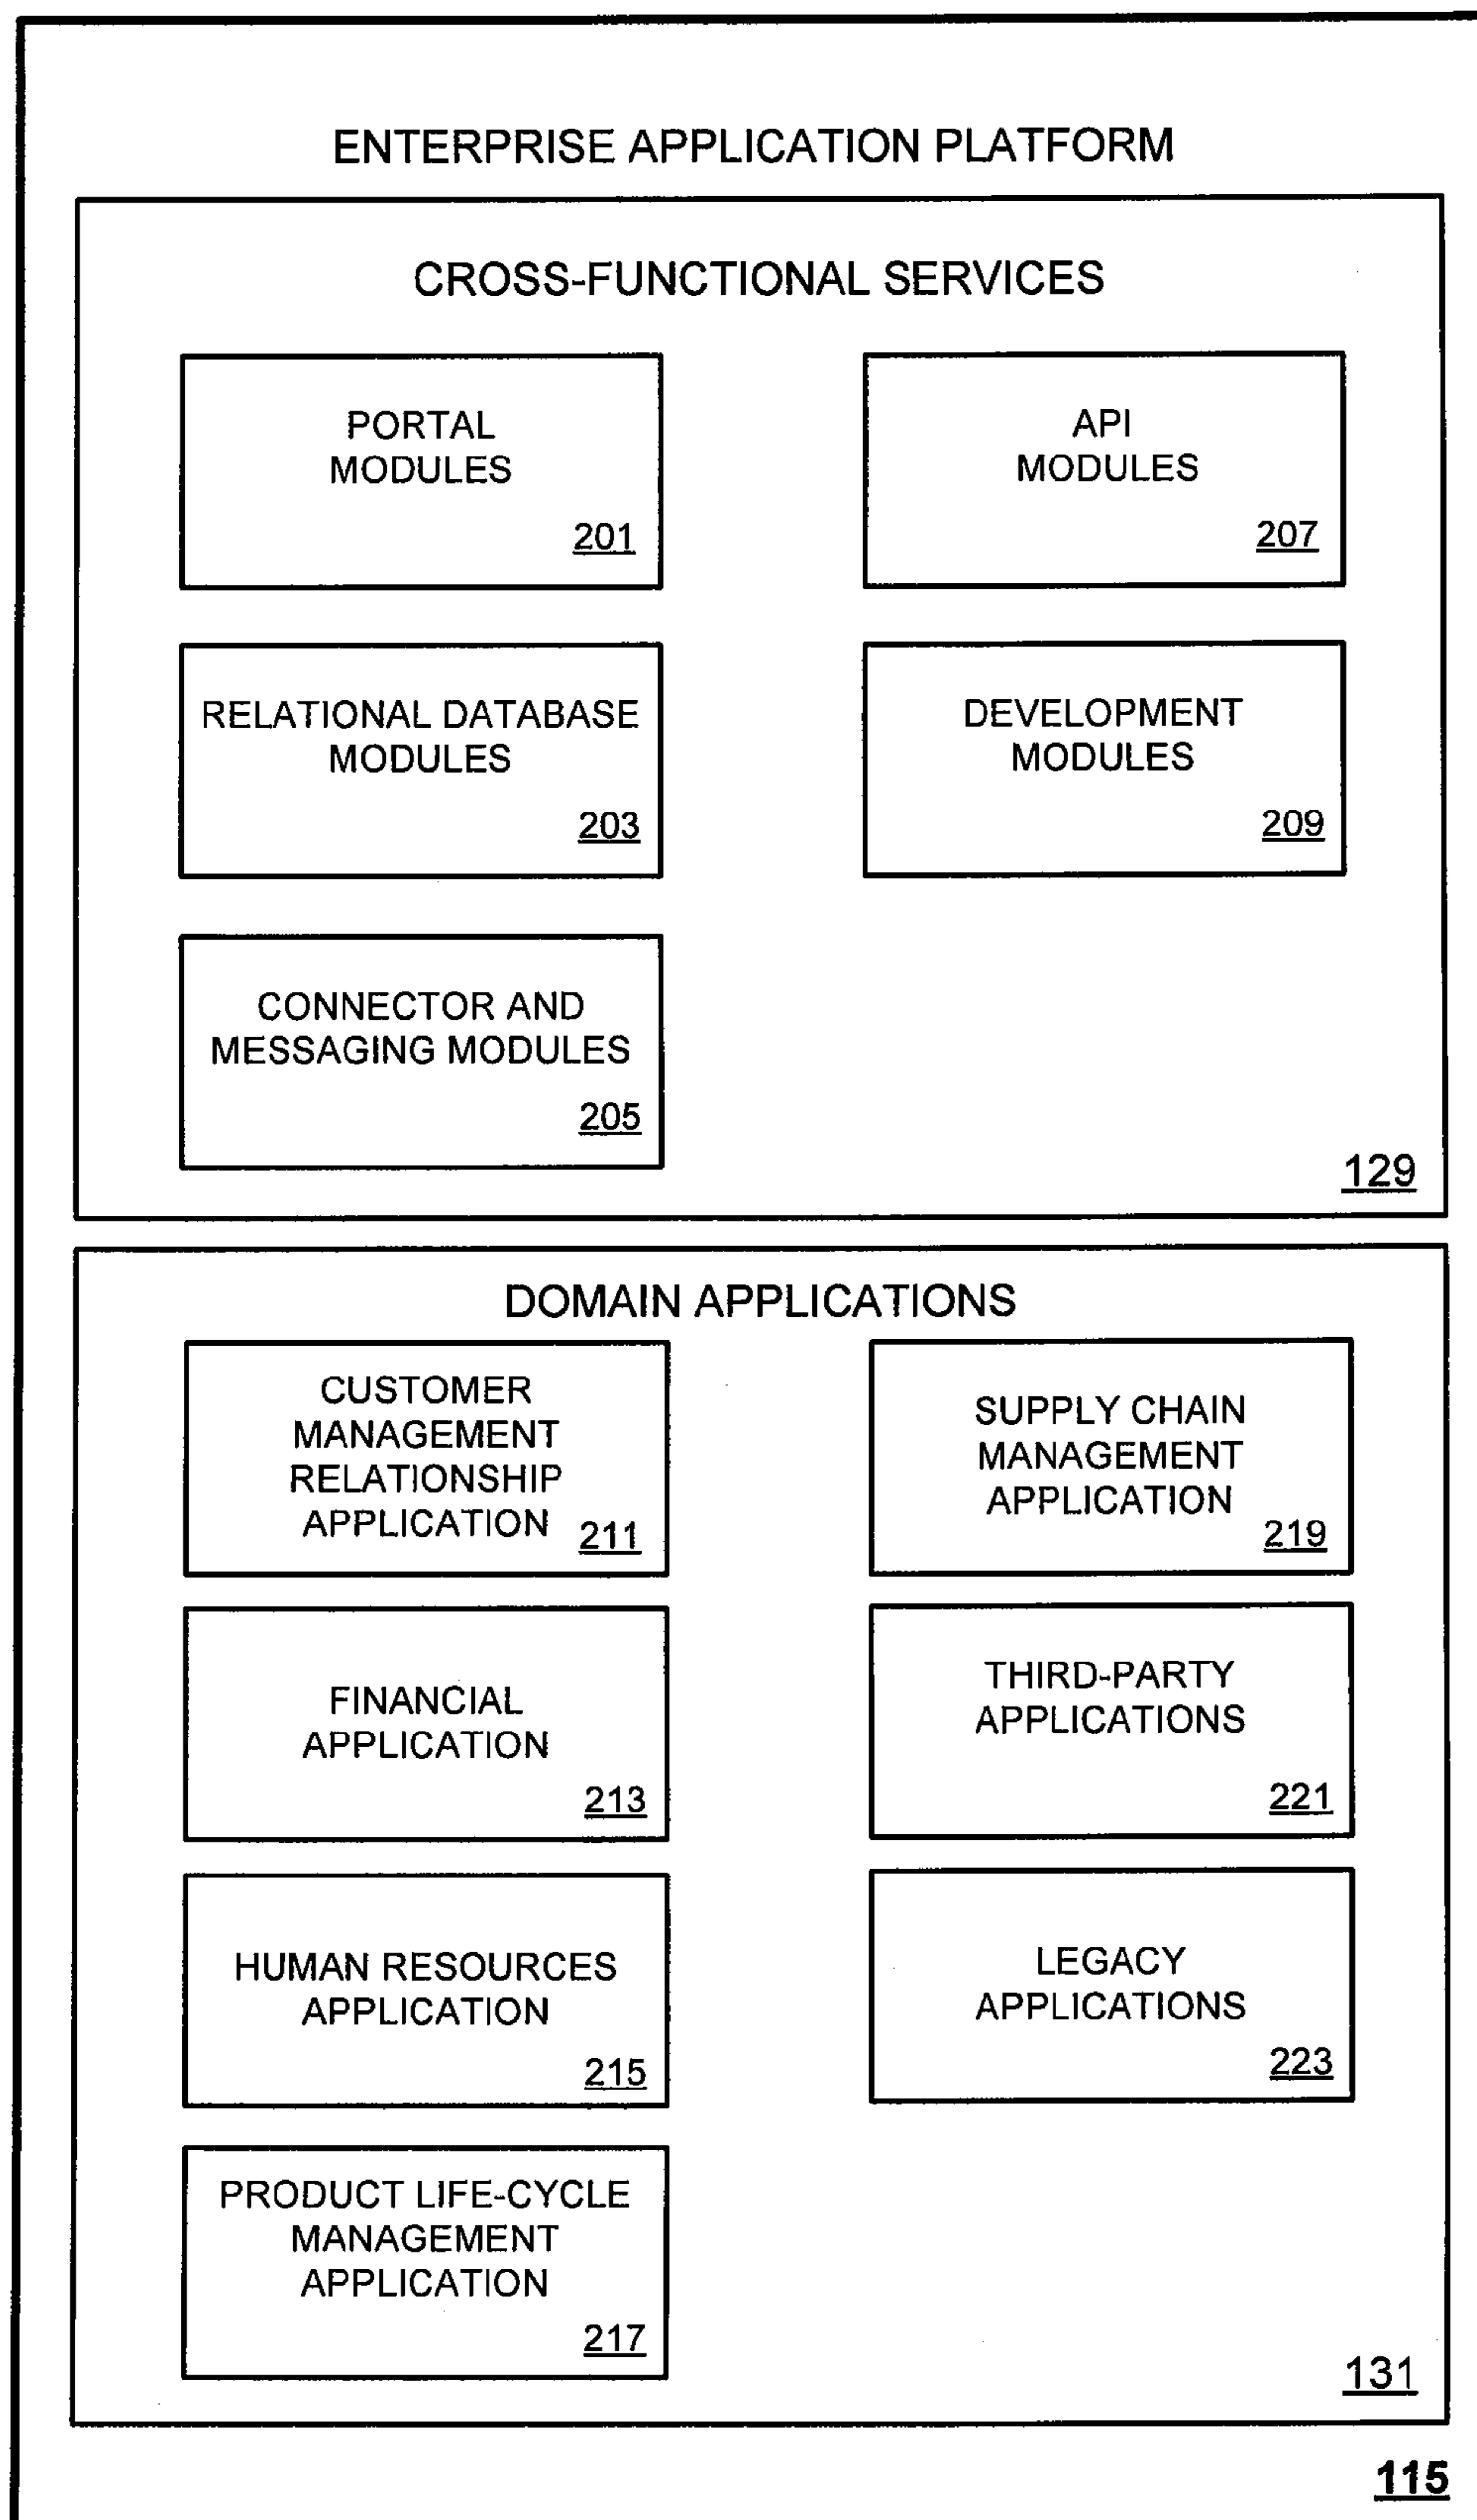 ENTERPRISE APPLICATION PLATFORM
CROSS-FUNCTIONAL SERVICES
PORTAL
MODULES
201
API
MODULES
207
RELATIONAL DATABASE
MODULES
203
DEVELOPMENT
MODULES
209
CONNECTOR AND
MESSAGING MODULES
205
129
DOMAIN APPLICATIONS
CUSTOMER
MANAGEMENT
RELATIONSHIP
APPLICATION 211
SUPPLY CHAIN
MANAGEMENT
APPLICATION
219
FINANCIAL
APPLICATION
213
THIRD-PARTY
APPLICATIONS
221
HUMAN RESOURCES
APPLICATION
215
LEGACY
APPLICATIONS
223
PRODUCT LIFE-CYCLE
MANAGEMENT
APPLICATION
217
131
115